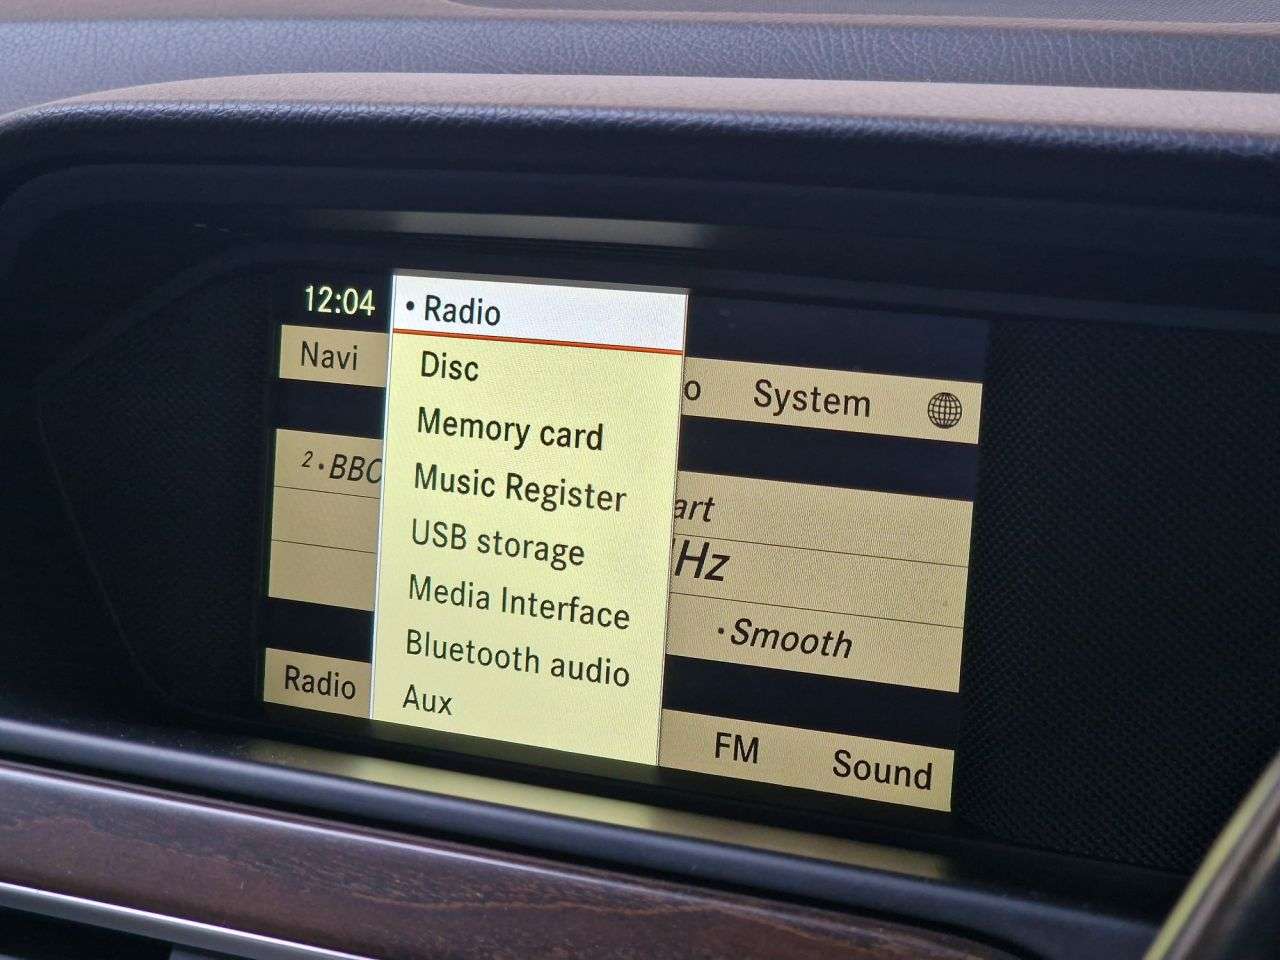 12:04
• Radio
Navi
Disc
System
Memory card
2 • BBC
Music Register
art
USB storage
Hz
Media Interface
• Smooth
Bluetooth audio
Radio
Aux
FM
Sound